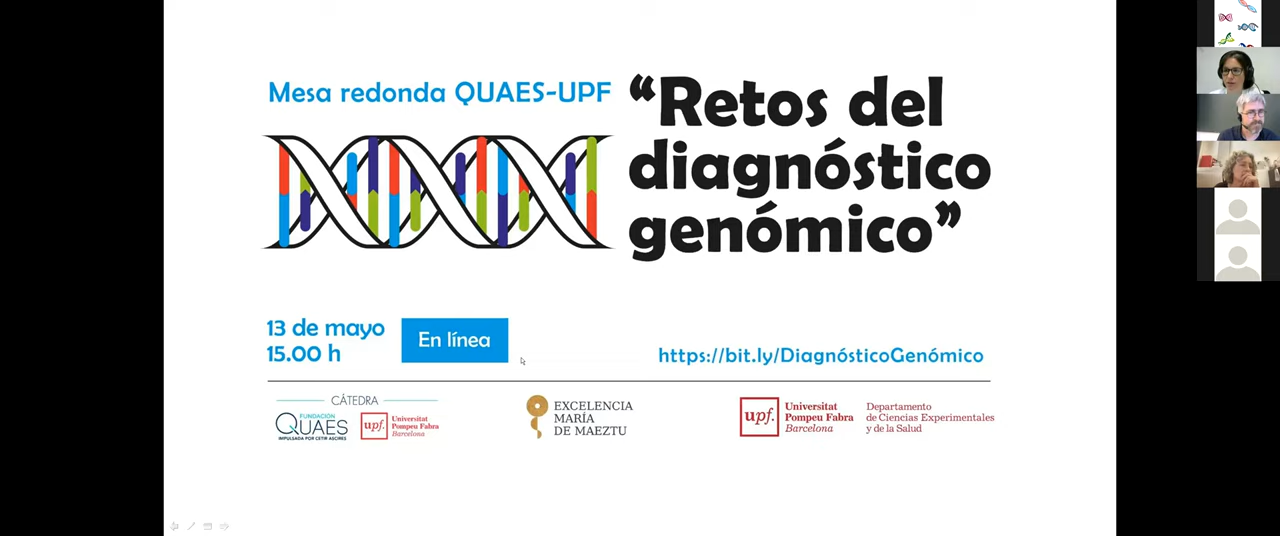 Mesa redonda QUAES-UPF
“Retos del
diagnóstico
genómico”
13 de mayo
15.00 h
En línea
https://bit.ly/DiagnósticoGenómico
CÁTEDRA
FUNDACIÓN
QUAES
IMPULSADA POR CETIR ASCIRES
upf.
Universitat
Pompeu Fabra
Barcelona
EXCELENCIA
MARÍA
DE MAEZTU
upf.
Universitat
Pompeu Fabra
Barcelona
Departamento
de Ciencias Experimentales
y de la Salud